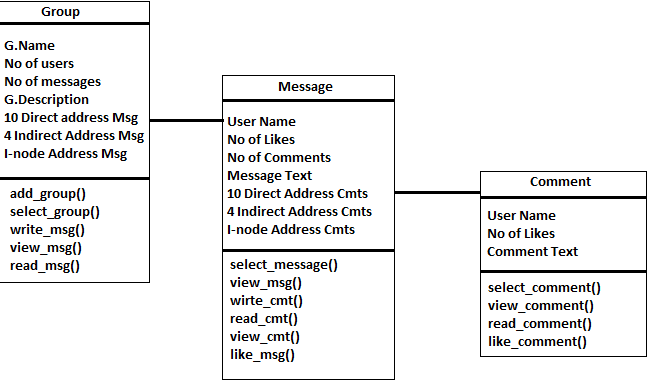 Group
G.Name
No of users
No of messages
G.Description
10 Direct address Msg
4 Indirect Address Msg
I-node Address Msg
add_group()
select_group()
write_msg()
view_msg()
read_msg()
Message
User Name
No of Likes
No of Comments
Message Text
10 Direct Address Cmts
4 Indirect Address Cmts
I-node Address Cmts
select_message()
view_msg()
wirte_cmt()
read_cmt()
view_cmt()
like_msg()
Comment
User Name
No of Likes
Comment Text
select_comment()
view_comment()
read_comment()
like_comment()